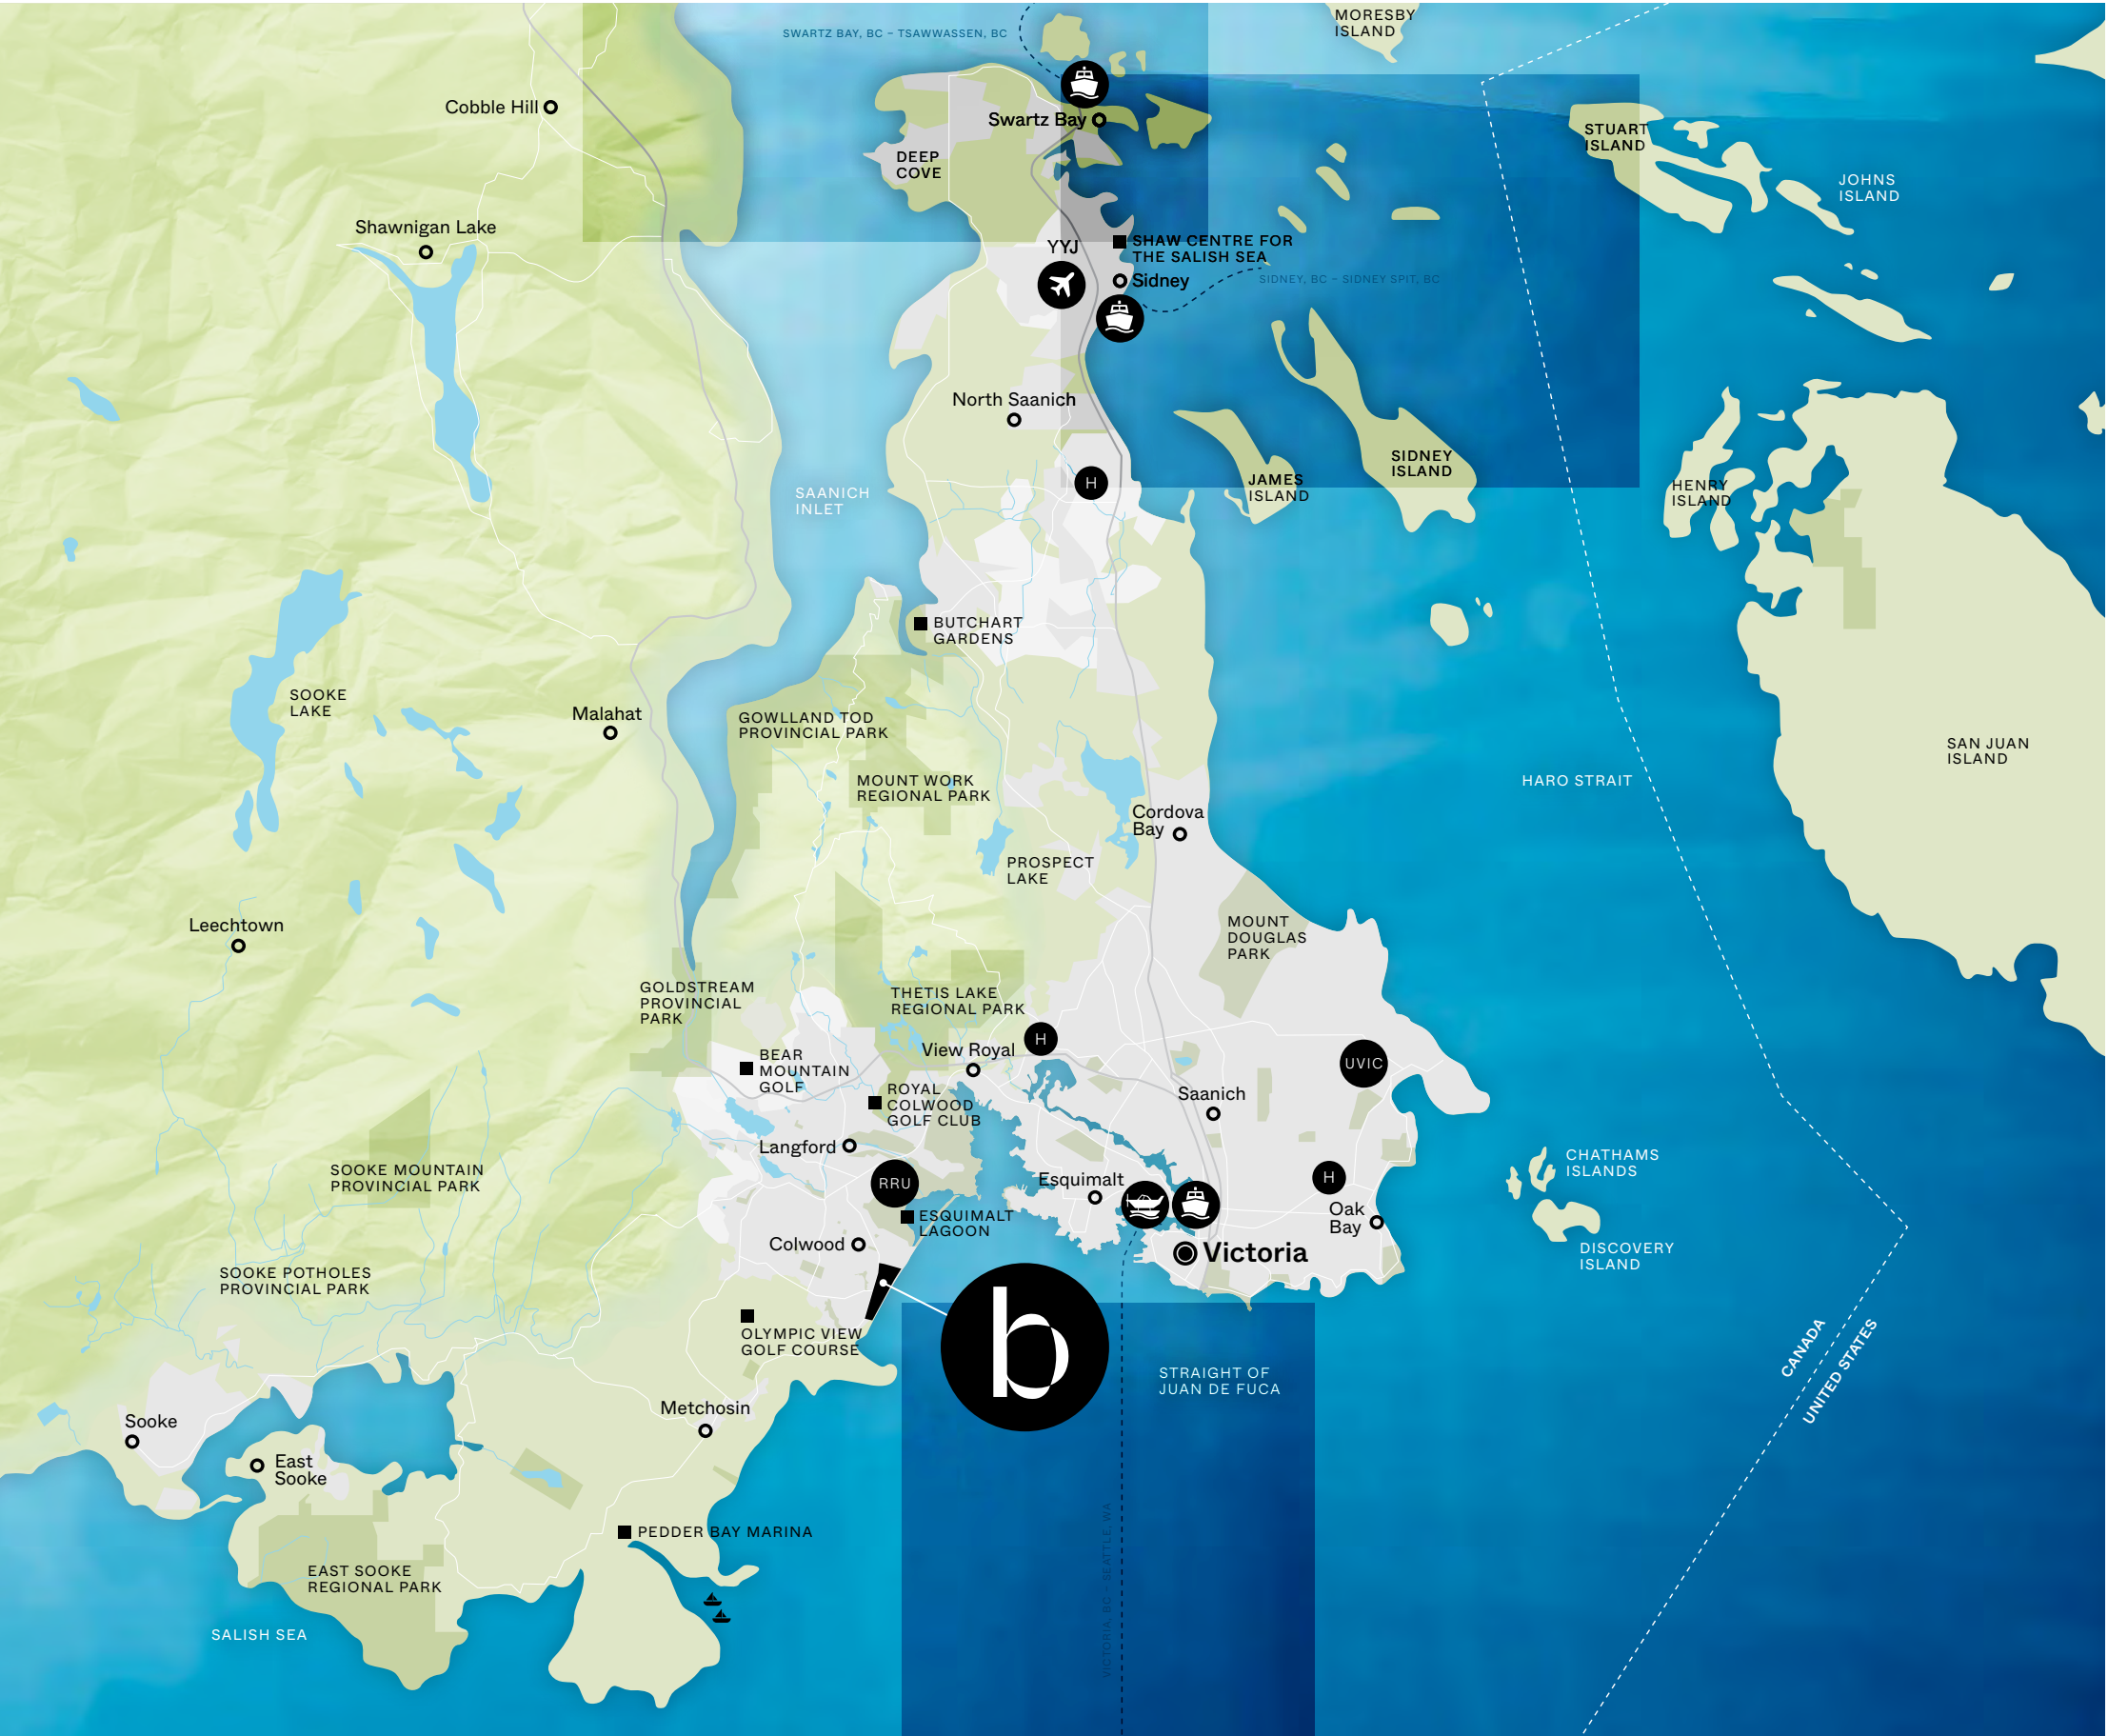 SWARTZ BAY, BC – TSAWWASSEN, BC
MORESBY
ISLAND
Cobble Hill
Swartz Bay
STUART
ISLAND
DEEP
COVE
JOHNS
ISLAND
Shawnigan Lake
YYJ
SHAW CENTRE FOR
THE SALISH SEA
Sidney
SIDNEY, BC – SIDNEY SPIT, BC
North Saanich
SIDNEY
ISLAND
JAMES
ISLAND
HENRY
ISLAND
H
SAANICH
INLET
BUTCHART
GARDENS
SOOKE
LAKE
Malahat
GOWLLAND TOD
PROVINCIAL PARK
MOUNT WORK
REGIONAL PARK
SAN JUAN
ISLAND
HARO STRAIT
Cordova
Bay
PROSPECT
LAKE
Leechtown
MOUNT
DOUGLAS
PARK
GOLDSTREAM
PROVINCIAL
PARK
THETIS LAKE
REGIONAL PARK
H
View Royal
UVIC
BEAR
MOUNTAIN
GOLF
ROYAL
COLWOOD
GOLF CLUB
Saanich
Langford
SOOKE MOUNTAIN
PROVINCIAL PARK
RRU
Esquimalt
H
CHATHAMS
ISLANDS
Oak
Bay
ESQUIMALT
LAGOON
Colwood
Victoria
DISCOVERY
ISLAND
SOOKE POTHOLES
PROVINCIAL PARK
b
OLYMPIC VIEW
GOLF COURSE
CANADA
UNITED STATES
STRAIGHT OF
JUAN DE FUCA
Metchosin
Sooke
East
Sooke
PEDDER BAY MARINA
VICTORIA, BC – SEATTLE, WA
EAST SOOKE
REGIONAL PARK
SALISH SEA